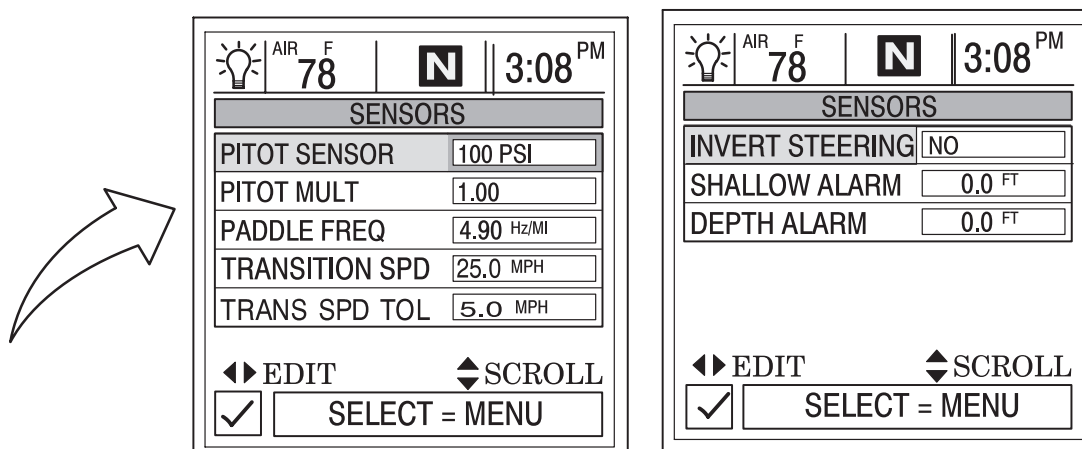 AIR F 78 N 3:08 PM
SENSORS
PITOT SENSOR 100 PSI
PITOT MULT 1.00
PADDLE FREQ 4.90 Hz/MI
TRANSITION SPD 25.0 MPH
TRANS SPD TOL 5.0 MPH
EDIT SCROLL
SELECT = MENU
AIR F 78 N 3:08 PM
SENSORS
INVERT STEERING NO
SHALLOW ALARM 0.0 FT
DEPTH ALARM 0.0 FT
EDIT SCROLL
SELECT = MENU